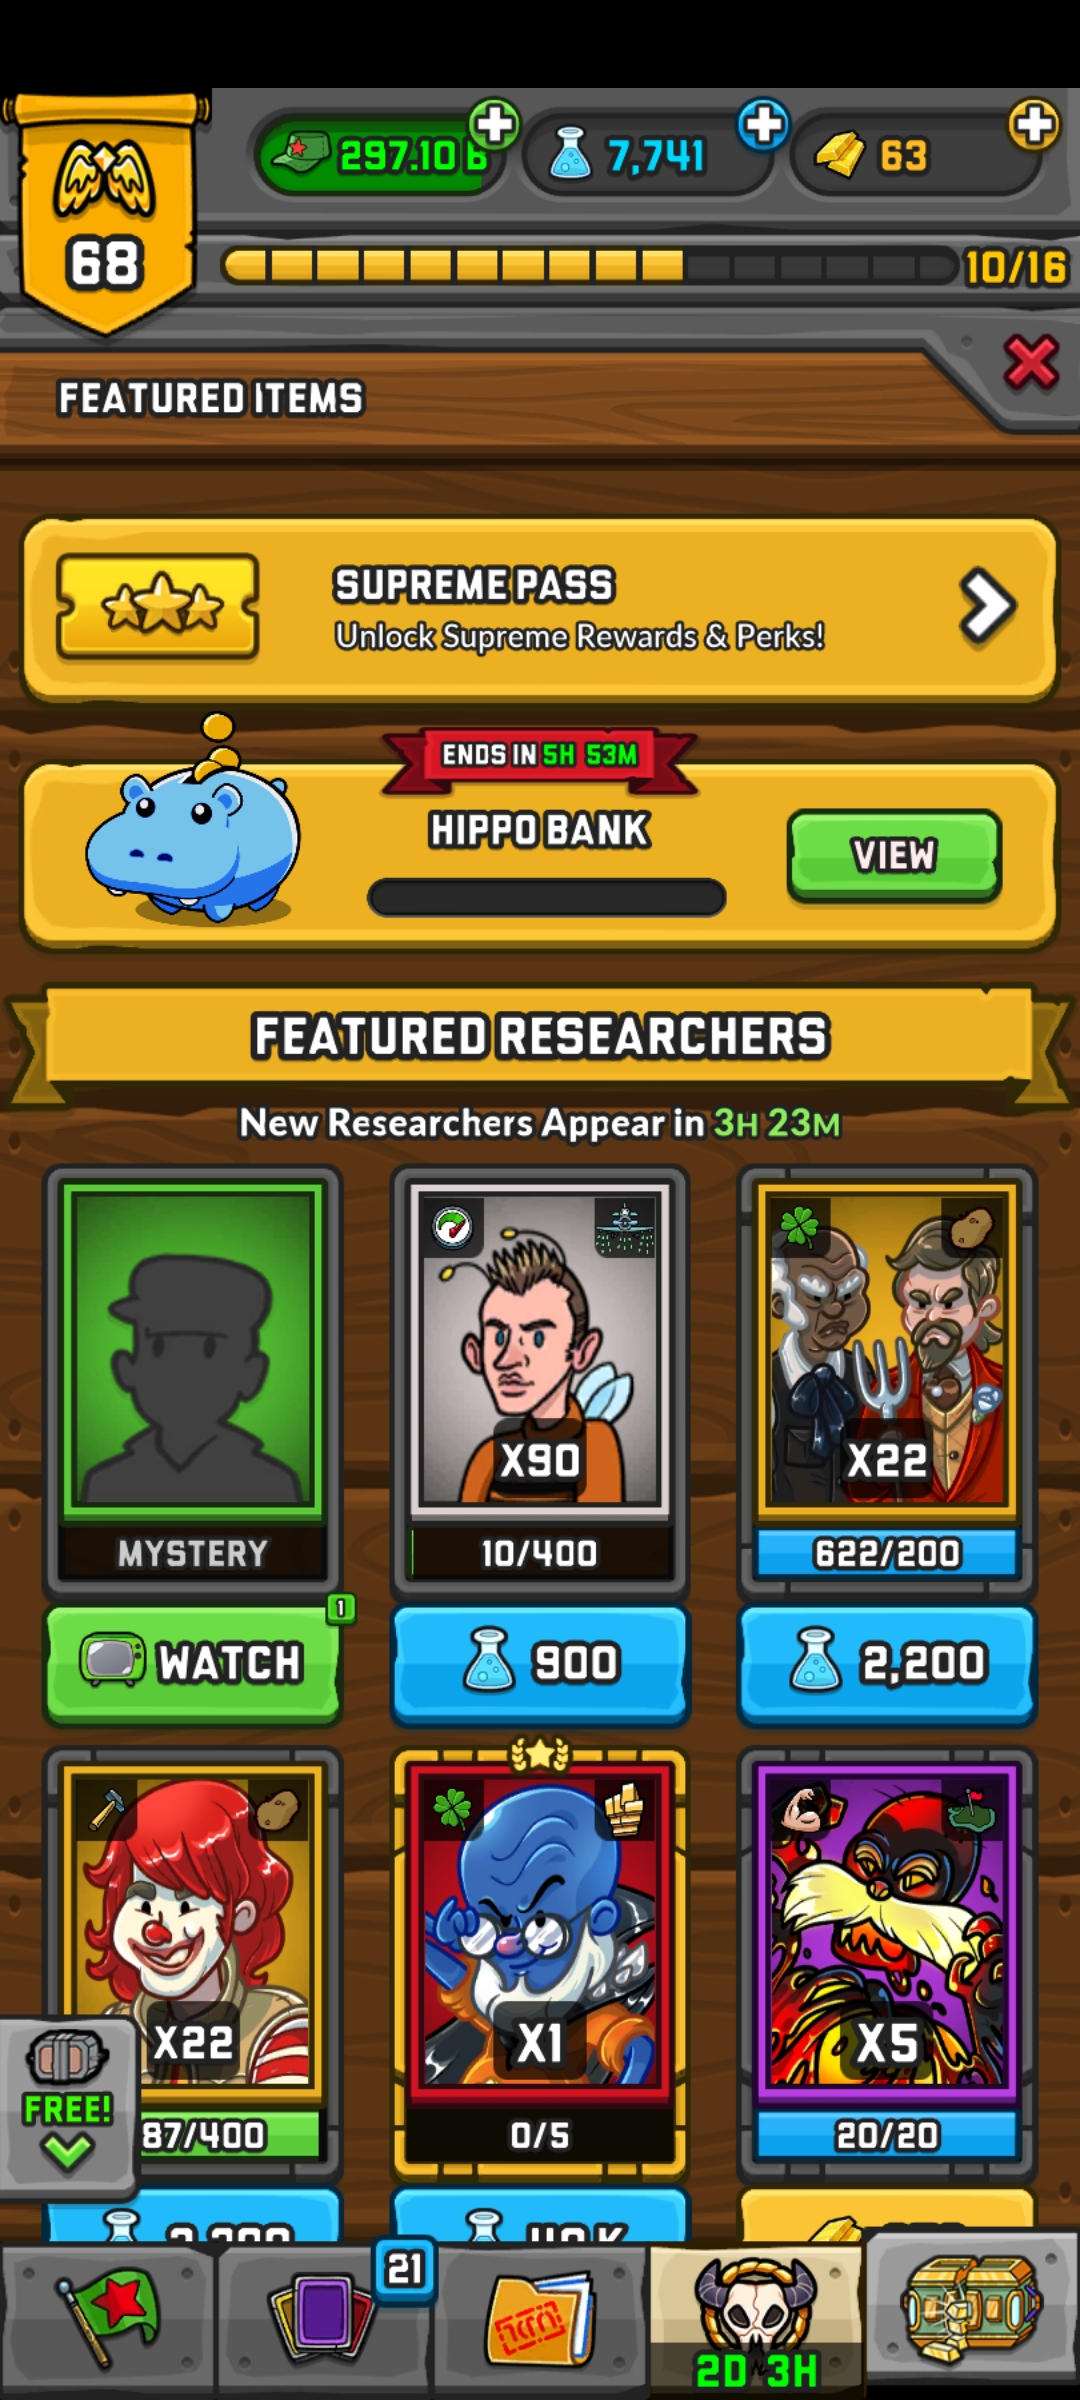 297.10 B
7,741
63
68
10/16
FEATURED ITEMS
SUPREME PASS
Unlock Supreme Rewards & Perks!
ENDS IN 5H 53M
HIPPO BANK
VIEW
FEATURED RESEARCHERS
New Researchers Appear in 3H 23M
X90
X22
MYSTERY
10/400
622/200
1
WATCH
900
2,200
X22
X1
X5
FREE!
87/400
0/5
20/20
40K
21
2D 3H